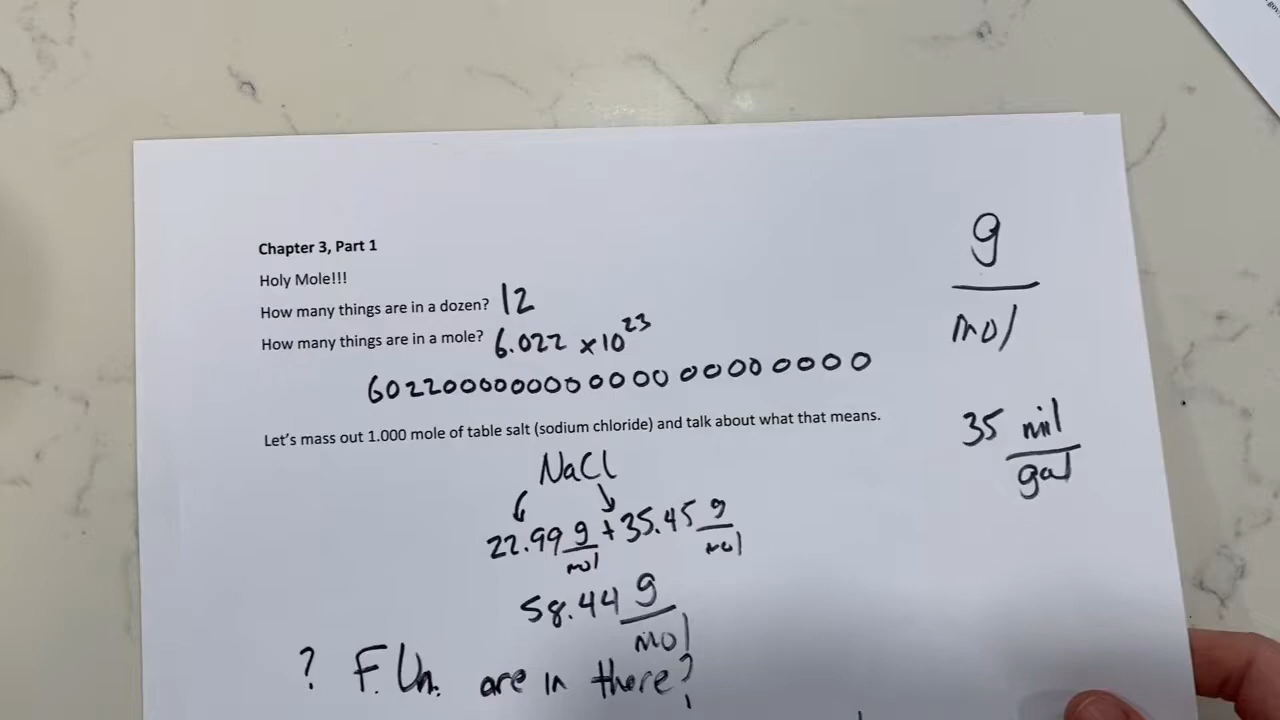 Chapter 3, Part 1
Holy Mole!!!
How many things are in a dozen? 12
How many things are in a mole? 6.022 ×10²³
602200000000000000000000
Let's mass out 1.000 mole of table salt (sodium chloride) and talk about what that means.
NaCl
22.99 g/mol + 35.45 g/mol
58.44 g/mol
? F. Un. are in there?
g/mol
35 mil/gal